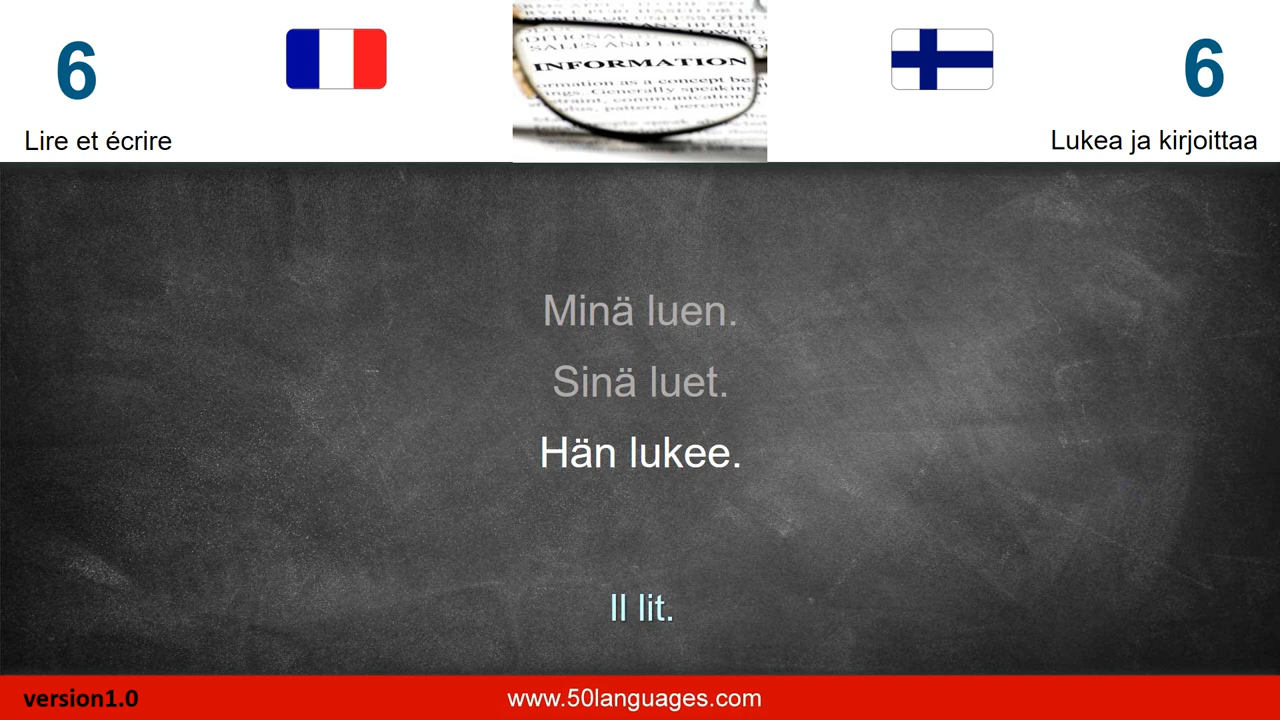 6
6
Lire et écrire
Lukea ja kirjoittaa
INFORMATION
Minä luen.
Sinä luet.
Hän lukee.
Il lit.
version1.0
www.50languages.com